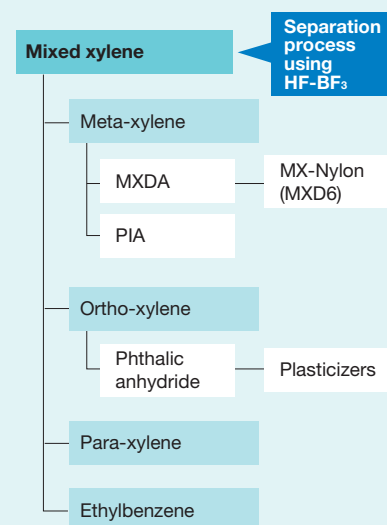 Separation
process
using
HF-BF₃
Mixed xylene
Meta-xylene
MXDA
MX-Nylon
(MXD6)
PIA
Ortho-xylene
Phthalic
anhydride
Plasticizers
Para-xylene
Ethylbenzene